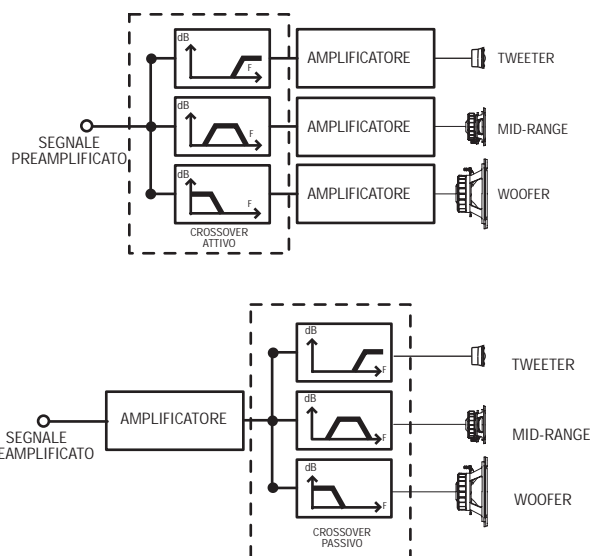 dB
F
AMPLIFICATORE
TWEETER
dB
F
AMPLIFICATORE
MID-RANGE
SEGNALE
PREAMPLIFICATO
dB
F
AMPLIFICATORE
WOOFER
CROSSOVER
ATTIVO
dB
F
TWEETER
AMPLIFICATORE
dB
F
MID-RANGE
SEGNALE
EAMPLIFICATO
dB
F
WOOFER
CROSSOVER
PASSIVO